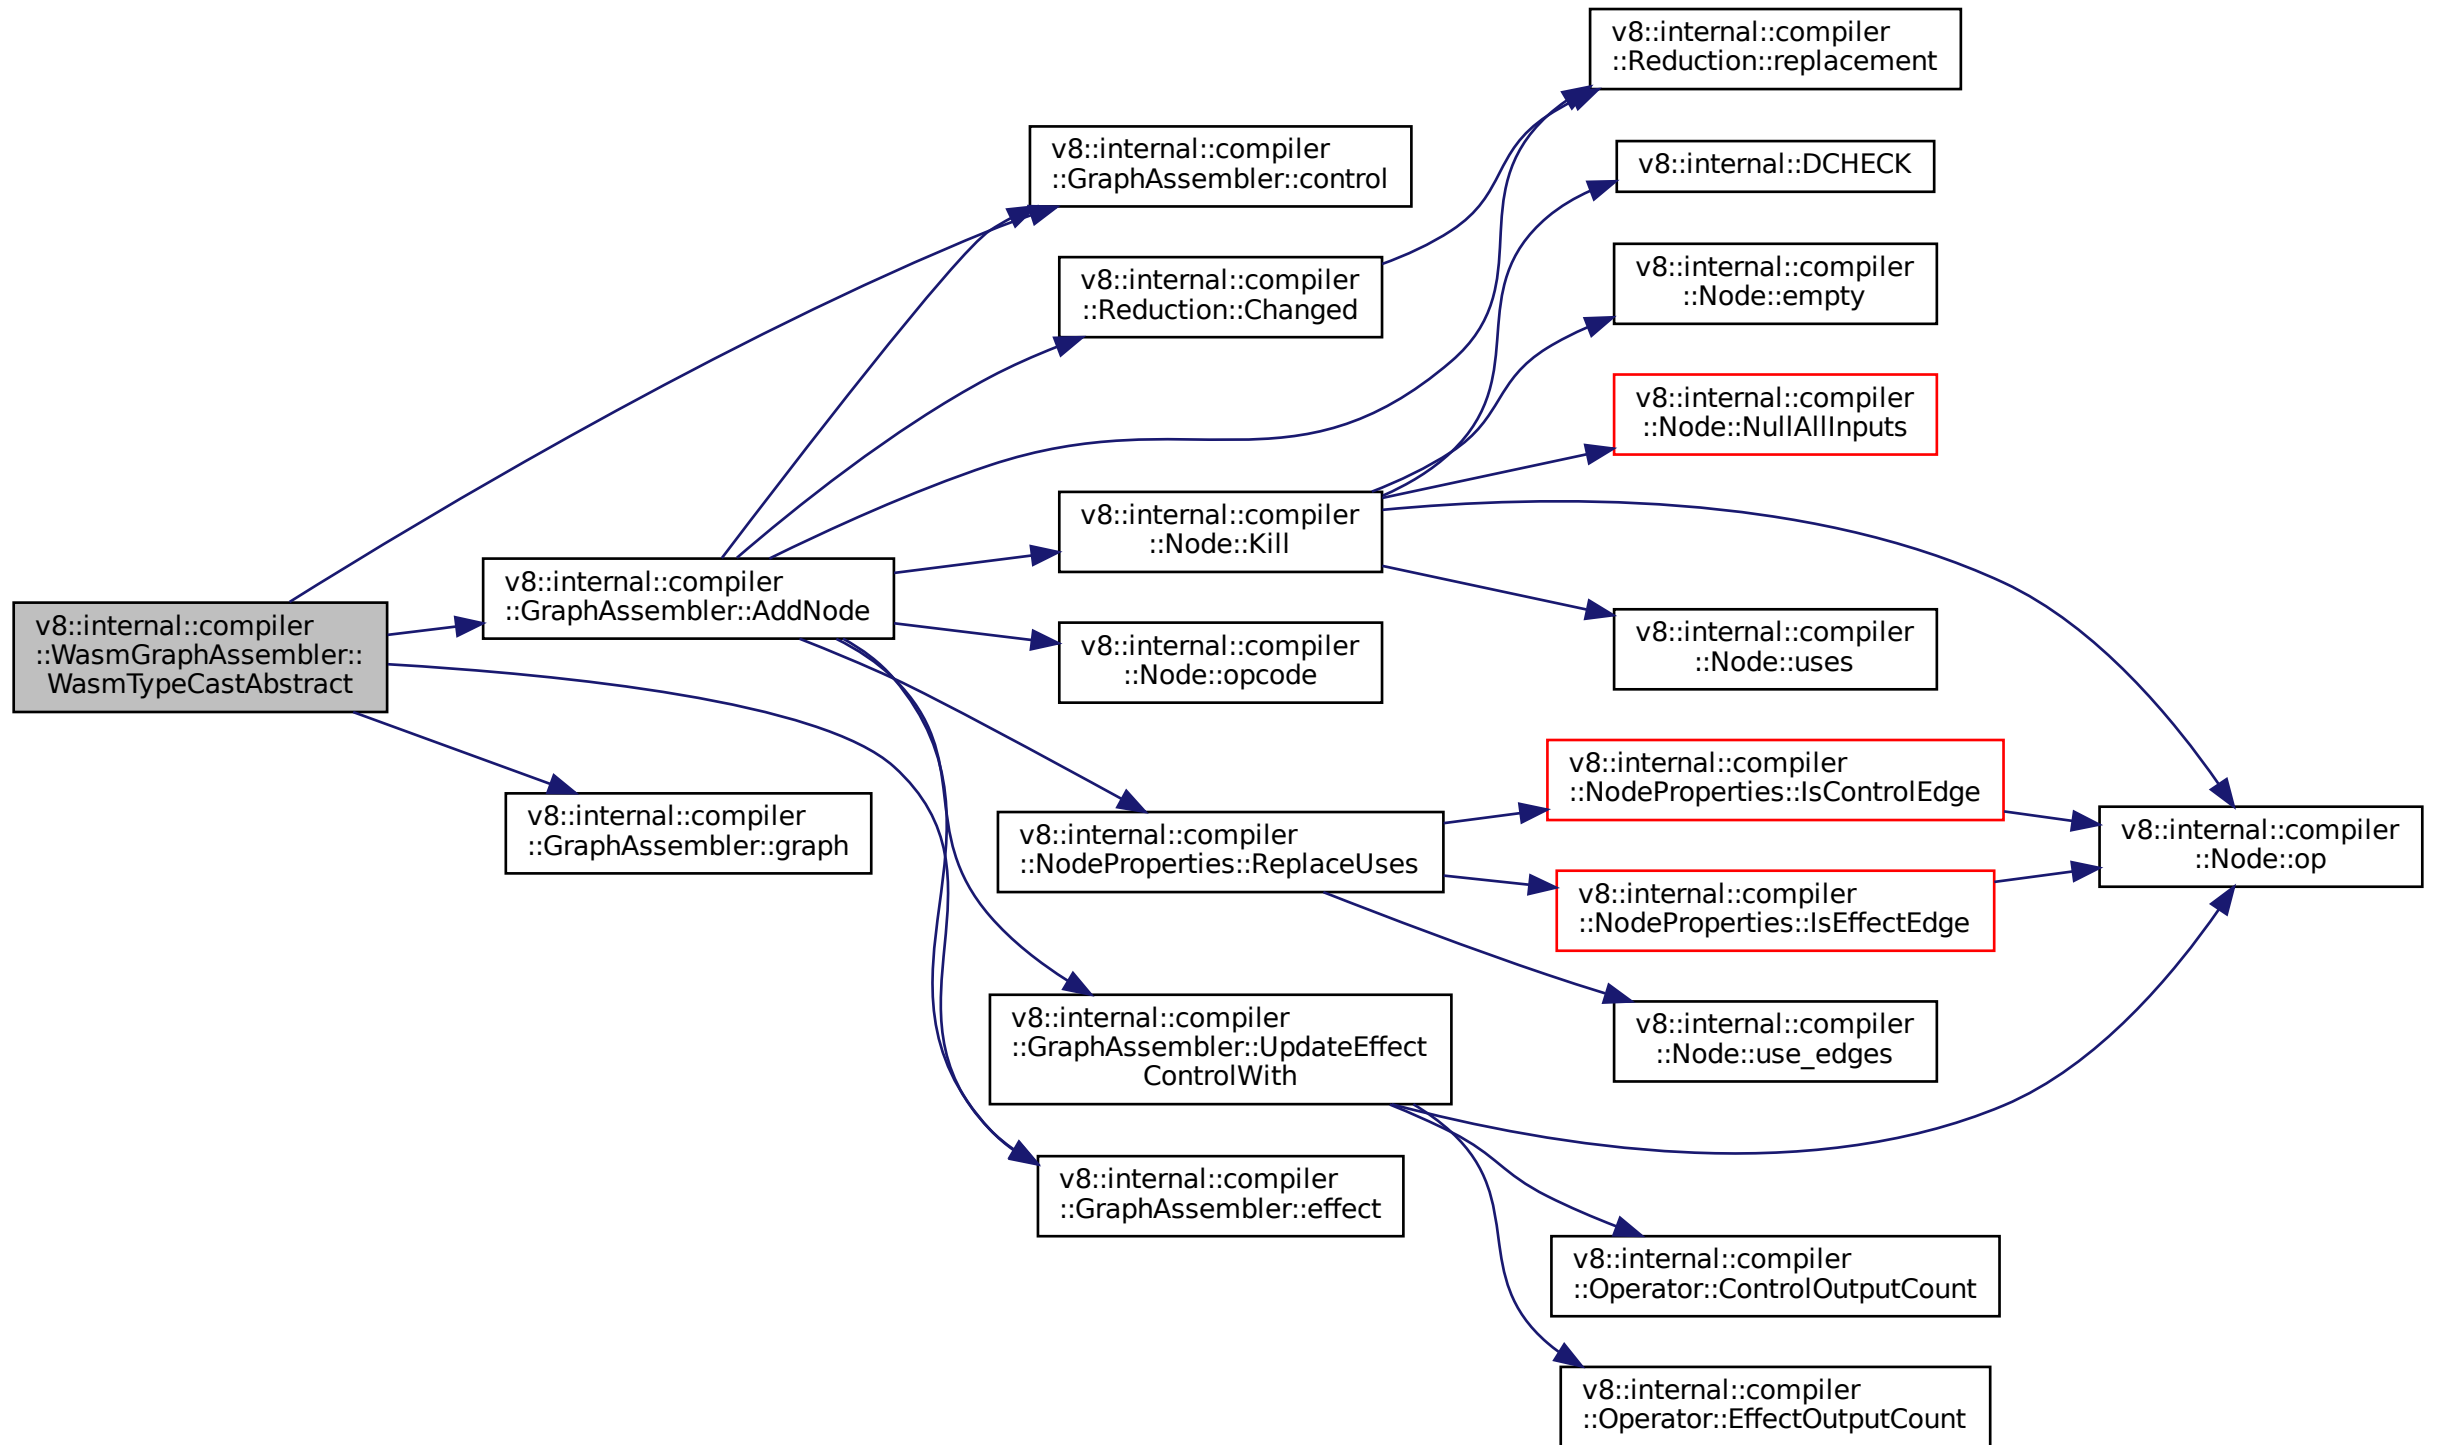 v8::internal::compiler
::WasmGraphAssembler::
WasmTypeCastAbstract
v8::internal::compiler
::GraphAssembler::AddNode
v8::internal::compiler
::GraphAssembler::graph
v8::internal::compiler
::GraphAssembler::control
v8::internal::compiler
::Reduction::Changed
v8::internal::compiler
::Node::Kill
v8::internal::compiler
::Node::opcode
v8::internal::compiler
::NodeProperties::ReplaceUses
v8::internal::compiler
::GraphAssembler::UpdateEffect
ControlWith
v8::internal::compiler
::GraphAssembler::effect
v8::internal::compiler
::Reduction::replacement
v8::internal::DCHECK
v8::internal::compiler
::Node::empty
v8::internal::compiler
::Node::NullAllInputs
v8::internal::compiler
::Node::uses
v8::internal::compiler
::NodeProperties::IsControlEdge
v8::internal::compiler
::NodeProperties::IsEffectEdge
v8::internal::compiler
::Node::use_edges
v8::internal::compiler
::Operator::ControlOutputCount
v8::internal::compiler
::Operator::EffectOutputCount
v8::internal::compiler
::Node::op